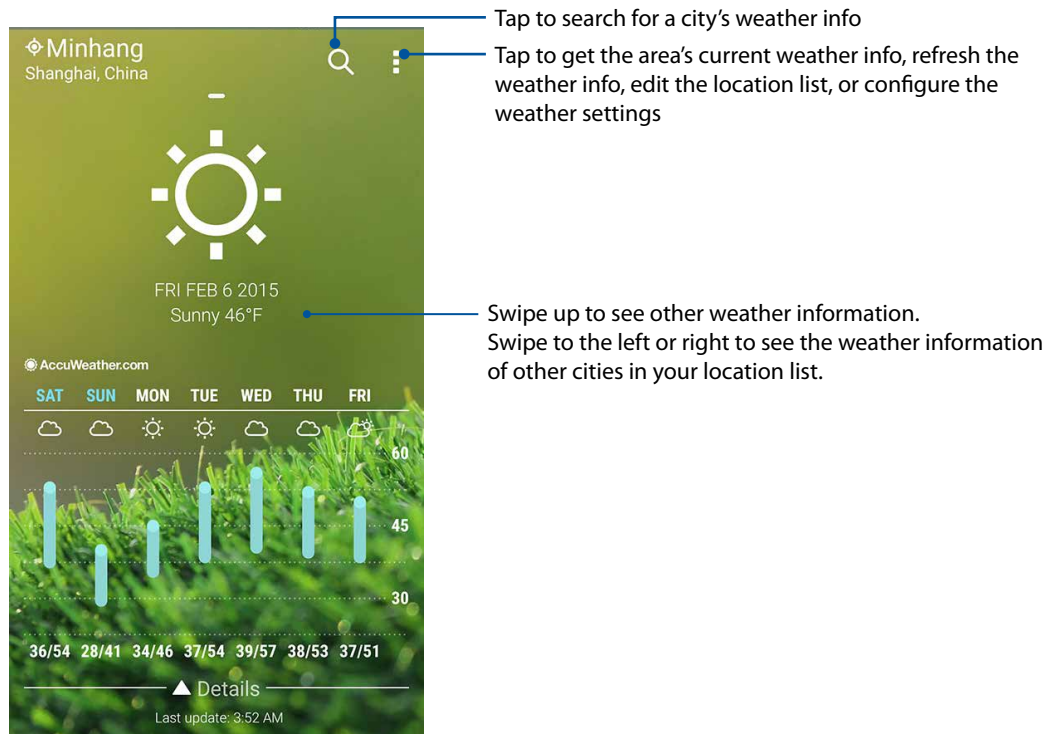 Tap to search for a city's weather info
Tap to get the area's current weather info, refresh the
weather info, edit the location list, or configure the
weather settings
Minhang
Shanghai, China
FRI FEB 6 2015
Sunny 46°F
Swipe up to see other weather information.
Swipe to the left or right to see the weather information
of other cities in your location list.
AccuWeather.com
SAT SUN MON TUE WED THU FRI
60
45
30
36/54 28/41 34/46 37/54 39/57 38/53 37/51
Details
Last update: 3:52 AM